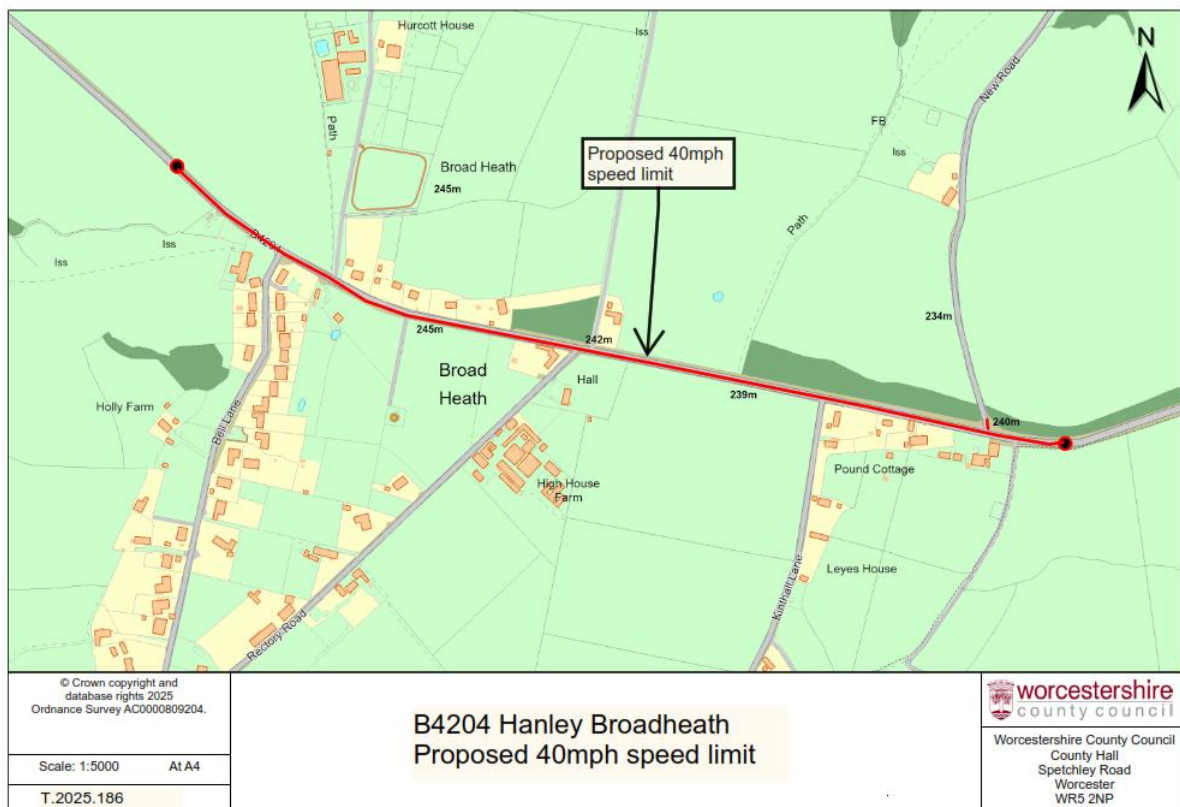 Hurcott House
Iss
N
New Road
Path
FB
Iss
Proposed 40mph
speed limit
Broad Heath
245m
Path
B4204
Iss
Iss
234m
245m
242m
Broad
Heath
Hall
239m
240m
Holly Farm
Bell Lane
Pound Cottage
High House
Farm
Leyes House
Kinthall Lane
Rectory Road
© Crown copyright and
database rights 2025
Ordnance Survey AC0000809204.
Scale: 1:5000 At A4
T.2025.186
B4204 Hanley Broadheath
Proposed 40mph speed limit
worcestershire
county council
Worcestershire County Council
County Hall
Spetchley Road
Worcester
WR5 2NP